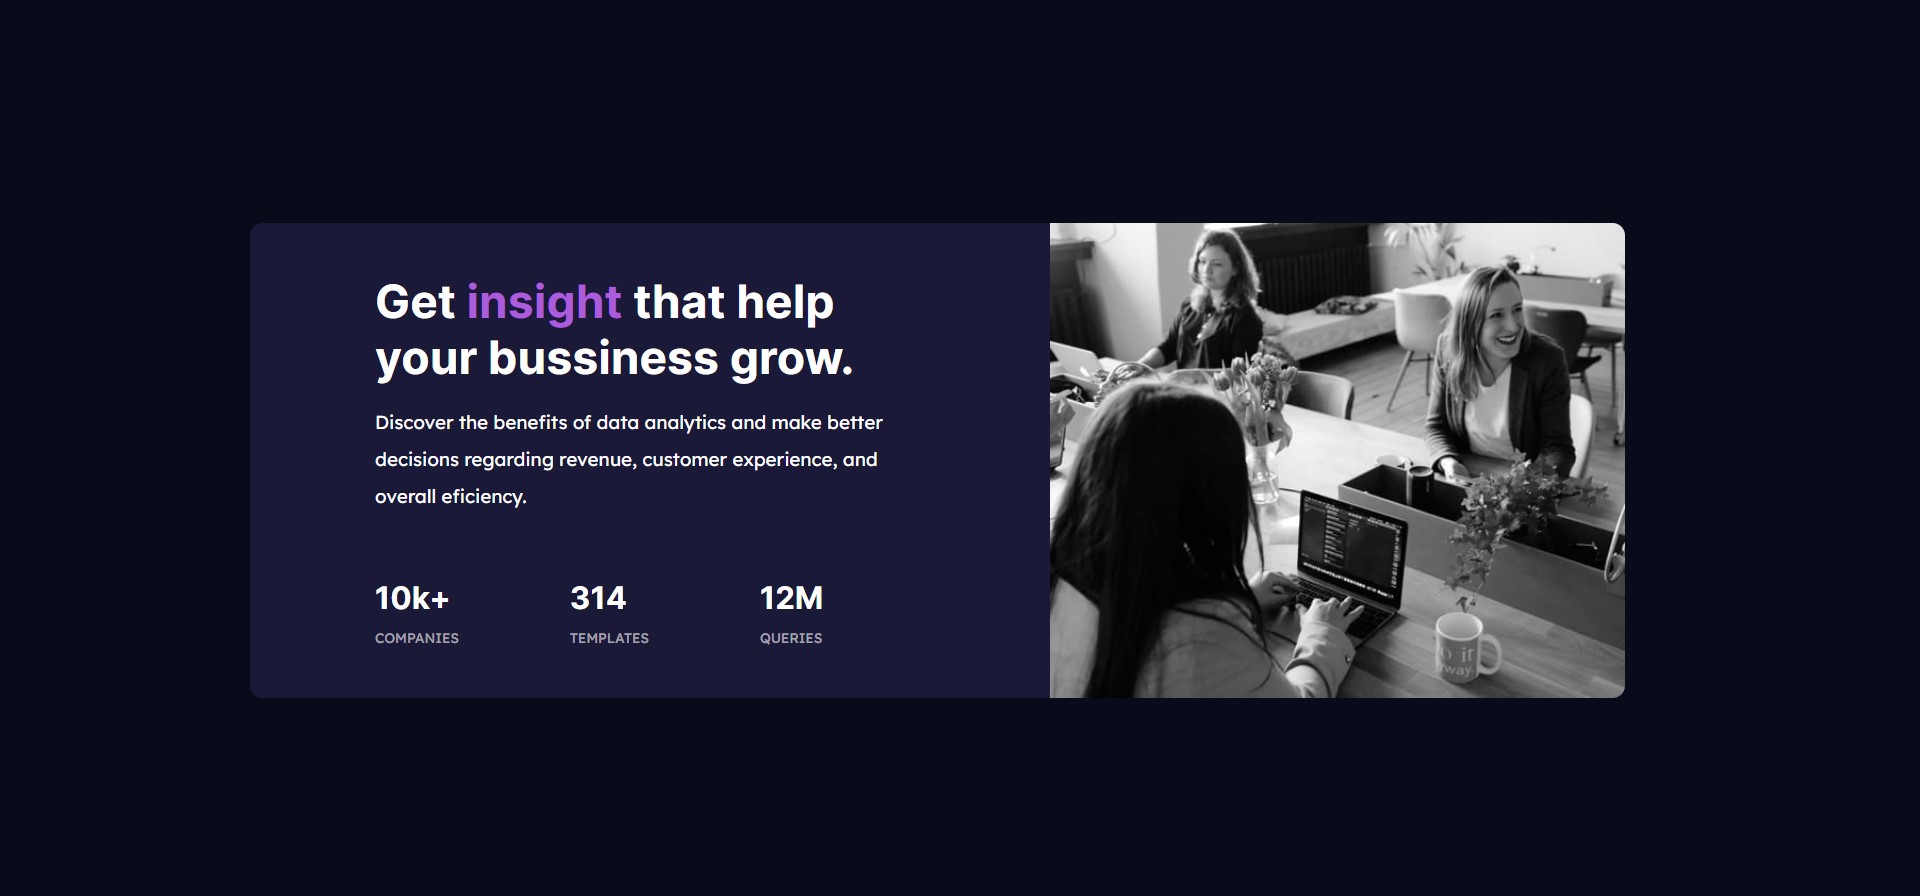 Get insight that help
your bussiness grow.
Discover the benefits of data analytics and make better
decisions regarding revenue, customer experience, and
overall eficiency.
10k+ 314 12M
COMPANIES TEMPLATES QUERIES